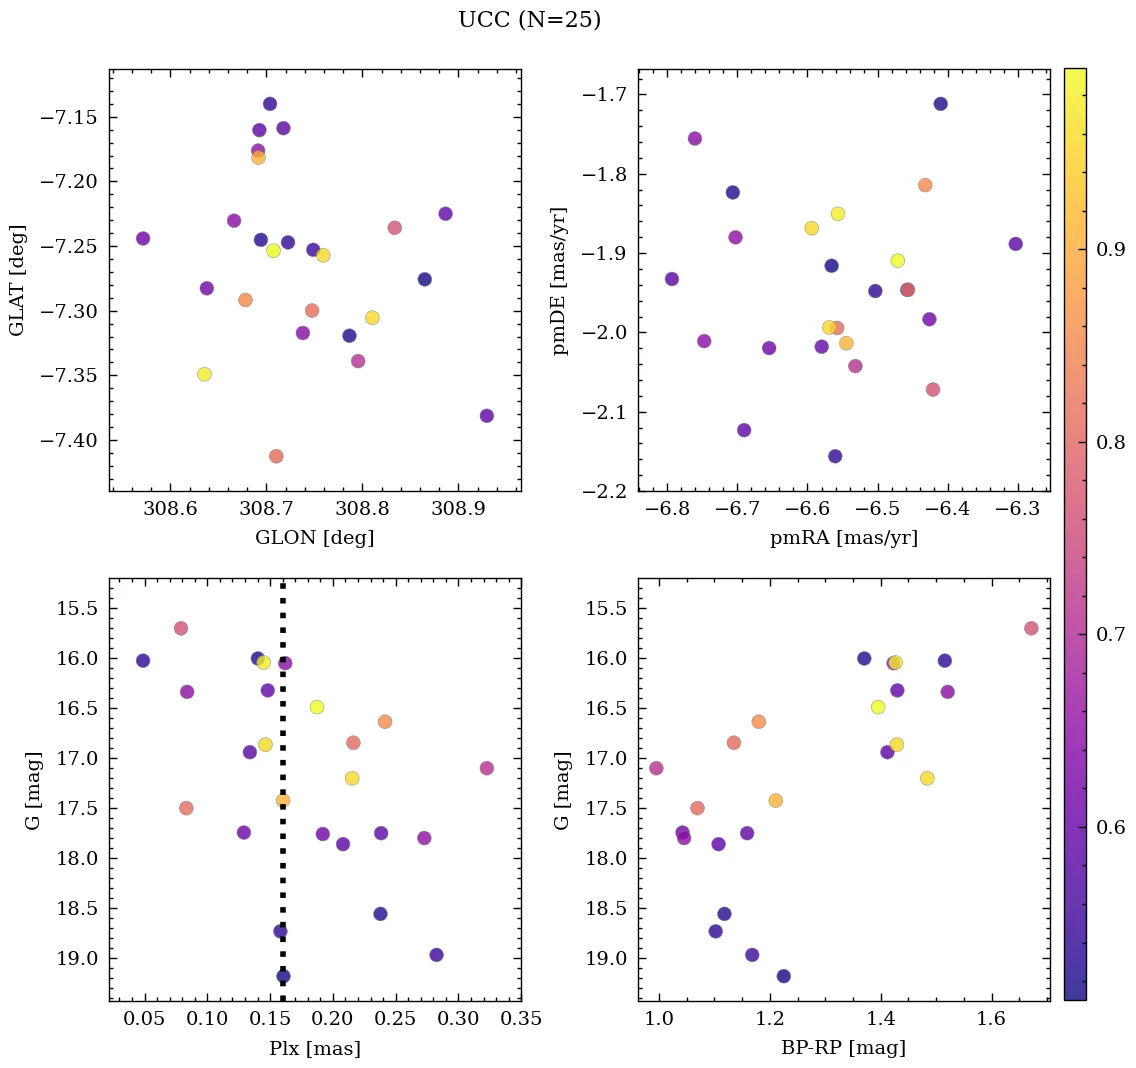 UCC (N=25)
−7.15
−7.20
−7.25
−7.30
−7.35
−7.40
GLAT [deg]
308.6 308.7 308.8 308.9
GLON [deg]
−1.7
−1.8
−1.9
−2.0
−2.1
−2.2
pmDE [mas/yr]
−6.8 −6.7 −6.6 −6.5 −6.4 −6.3
pmRA [mas/yr]
15.5
16.0
16.5
17.0
17.5
18.0
18.5
19.0
G [mag]
0.05 0.10 0.15 0.20 0.25 0.30 0.35
Plx [mas]
15.5
16.0
16.5
17.0
17.5
18.0
18.5
19.0
G [mag]
1.0 1.2 1.4 1.6
BP-RP [mag]
0.9
0.8
0.7
0.6